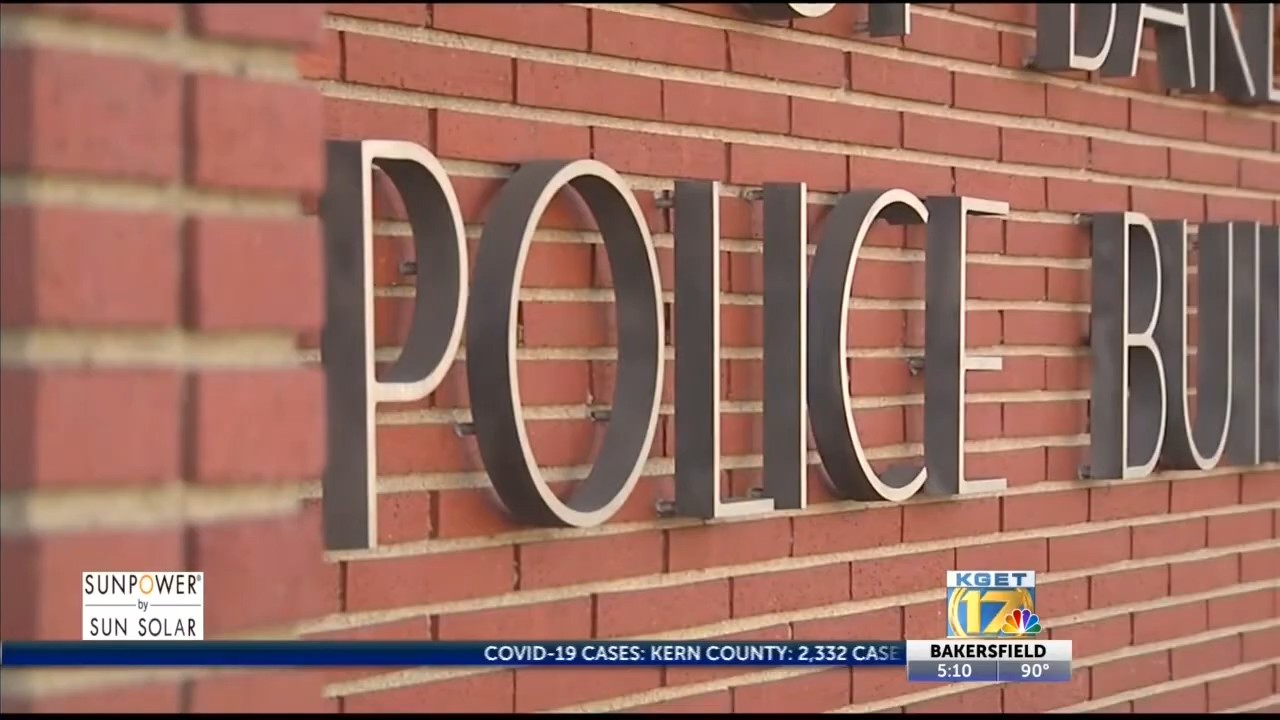 POLICE BUI
SUNPOWER®
by
SUN SOLAR
KGET
17
COVID-19 CASES: KERN COUNTY: 2,332 CASE
BAKERSFIELD
5:10 90°